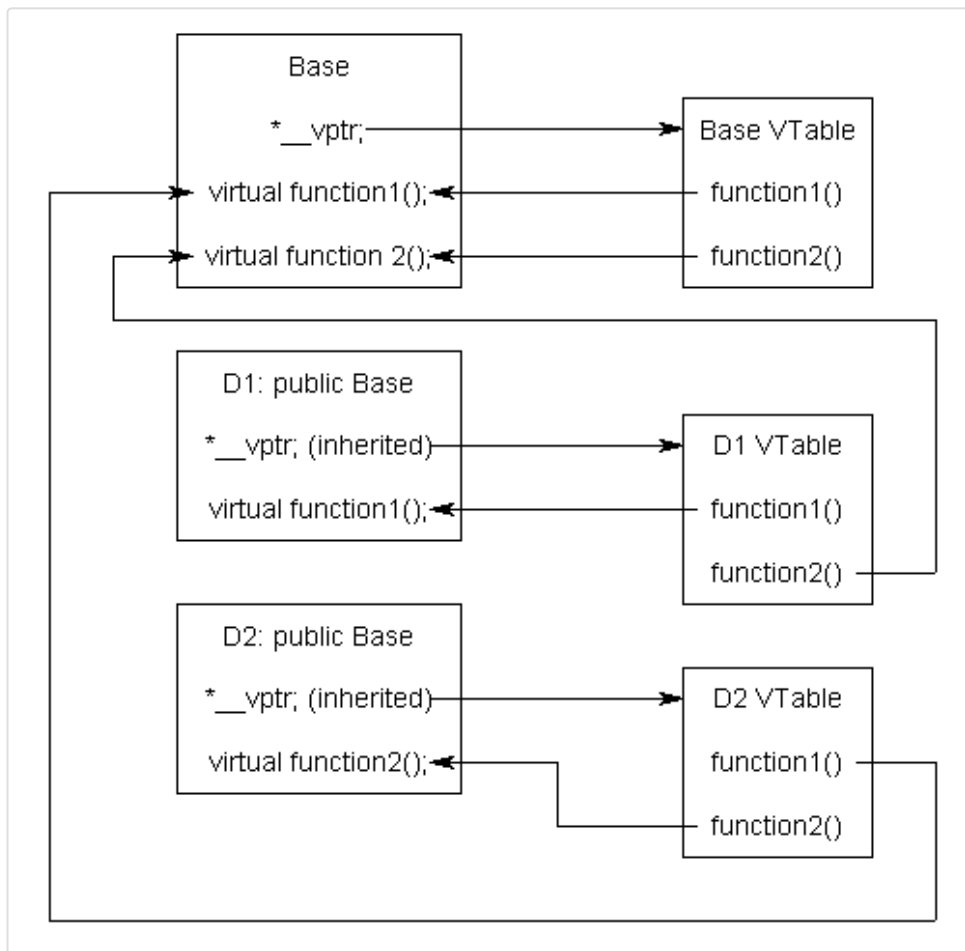 Base
*__vptr;
virtual function1();
virtual function 2();
Base VTable
function1()
function2()
D1: public Base
*__vptr; (inherited)
virtual function1();
D1 VTable
function1()
function2()
D2: public Base
*__vptr; (inherited)
virtual function2();
D2 VTable
function1()
function2()